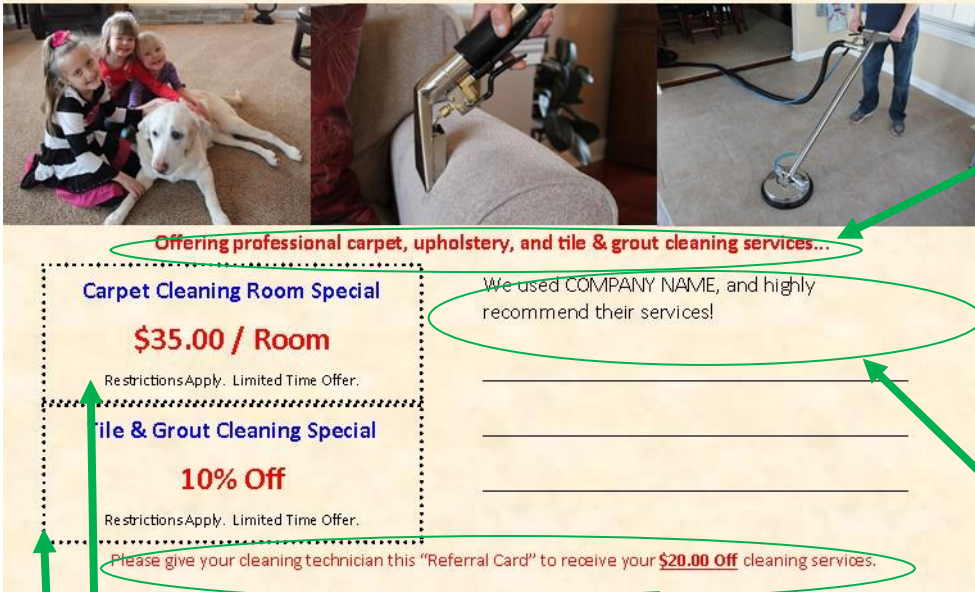 Offering professional carpet, upholstery, and tile & grout cleaning services...
Carpet Cleaning Room Special
$35.00 / Room
Restrictions Apply. Limited Time Offer.
Tile & Grout Cleaning Special
10% Off
Restrictions Apply. Limited Time Offer.
We used COMPANY NAME, and highly
recommend their services!
Please give your cleaning technician this “Referral Card” to receive your $20.00 Off cleaning services.